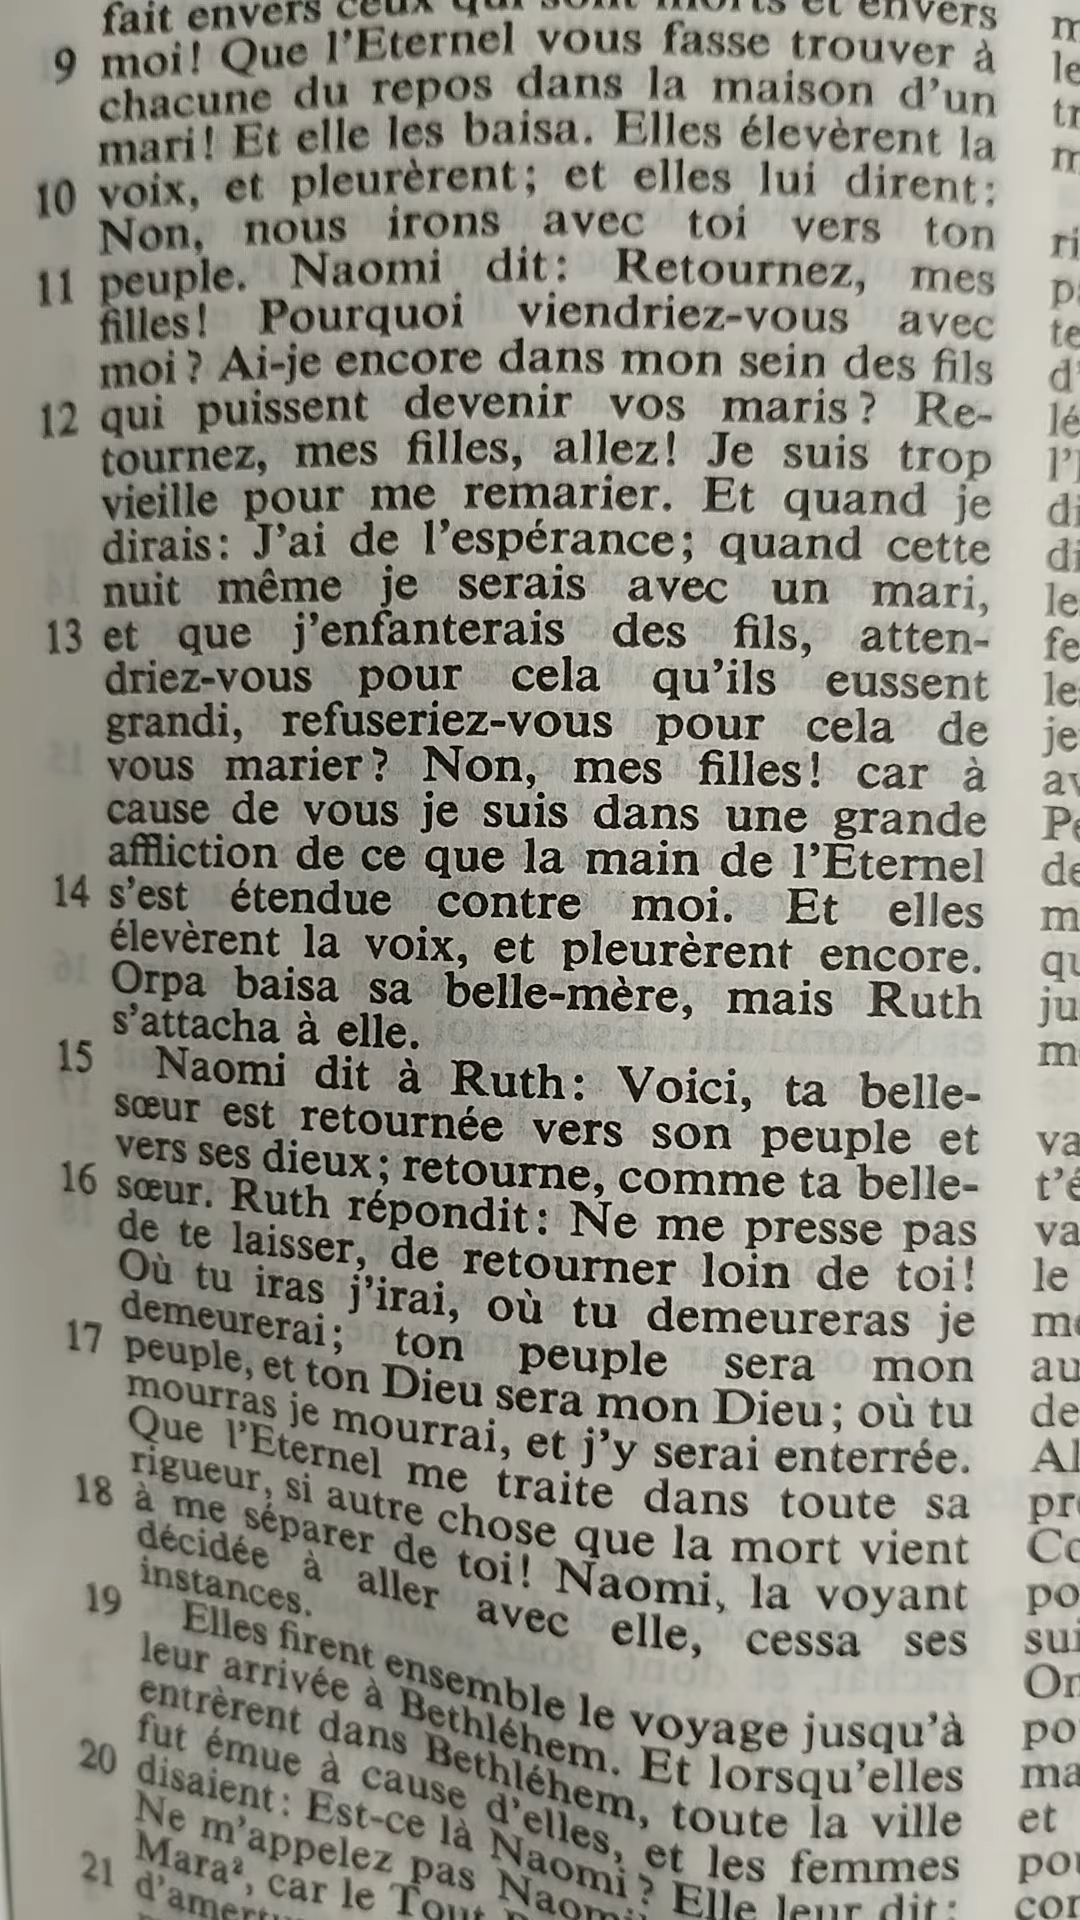 fait envers ceux qui sont morts et envers
9 moi! Que l'Eternel vous fasse trouver à
chacune du repos dans la maison d'un
mari! Et elle les baisa. Elles élevèrent la
10 voix, et pleurèrent; et elles lui dirent:
Non, nous irons avec toi vers ton
11 peuple. Naomi dit: Retournez, mes
filles! Pourquoi viendriez-vous avec
moi? Ai-je encore dans mon sein des fils
12 qui puissent devenir vos maris? Re-
tournez, mes filles, allez! Je suis trop
vieille pour me remarier. Et quand je
dirais: J'ai de l'espérance; quand cette
nuit même je serais avec un mari,
13 et que j'enfanterais des fils, atten-
driez-vous pour cela qu'ils eussent
grandi, refuseriez-vous pour cela de
vous marier? Non, mes filles! car à
cause de vous je suis dans une grande
affliction de ce que la main de l'Eternel
14 s'est étendue contre moi. Et elles
élevèrent la voix, et pleurèrent encore.
Orpa baisa sa belle-mère, mais Ruth
s'attacha à elle.
15 Naomi dit à Ruth: Voici, ta belle-
sœur est retournée vers son peuple et
vers ses dieux; retourne, comme ta belle-
16 sœur. Ruth répondit: Ne me presse pas
de te laisser, de retourner loin de toi!
Où tu iras j'irai, où tu demeureras je
demeurerai; ton peuple sera mon
17 peuple, et ton Dieu sera mon Dieu; où tu
mourras je mourrai, et j'y serai enterrée.
Que l'Eternel me traite dans toute sa
rigueur, si autre chose que la mort vient
18 à me séparer de toi! Naomi, la voyant
décidée à aller avec elle, cessa ses
instances.
19 Elles firent ensemble le voyage jusqu'à
leur arrivée à Bethléhem. Et lorsqu'elles
entrèrent dans Bethléhem, toute la ville
fut émue à cause d'elles, et les femmes
20 disaient: Est-ce là Naomi? Elle leur dit:
Ne m'appelez pas Naomi
Mara², car le Tout
21